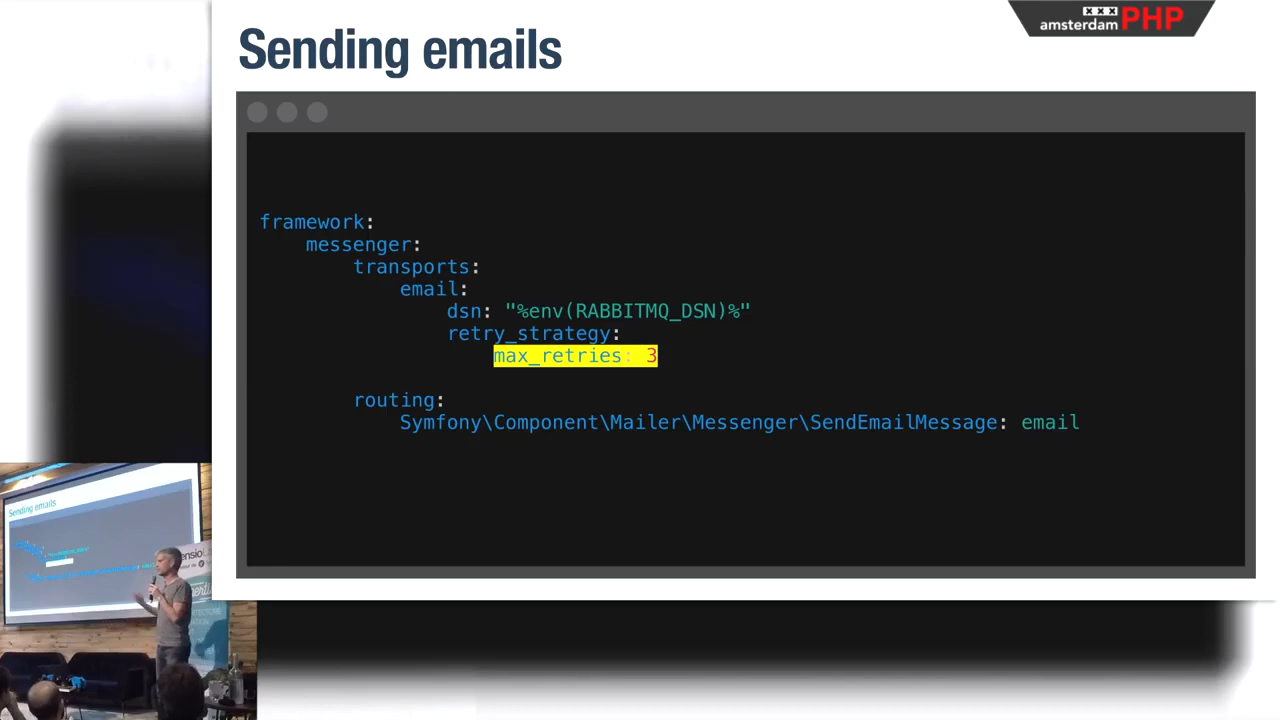 Sending emails
xxx
amsterdamPHP
framework:
    messenger:
        transports:
            email:
                dsn: "%env(RABBITMQ_DSN)%"
                retry_strategy:
                    max_retries: 3
        routing:
            Symfony\Component\Mailer\Messenger\SendEmailMessage: email
Sending emails